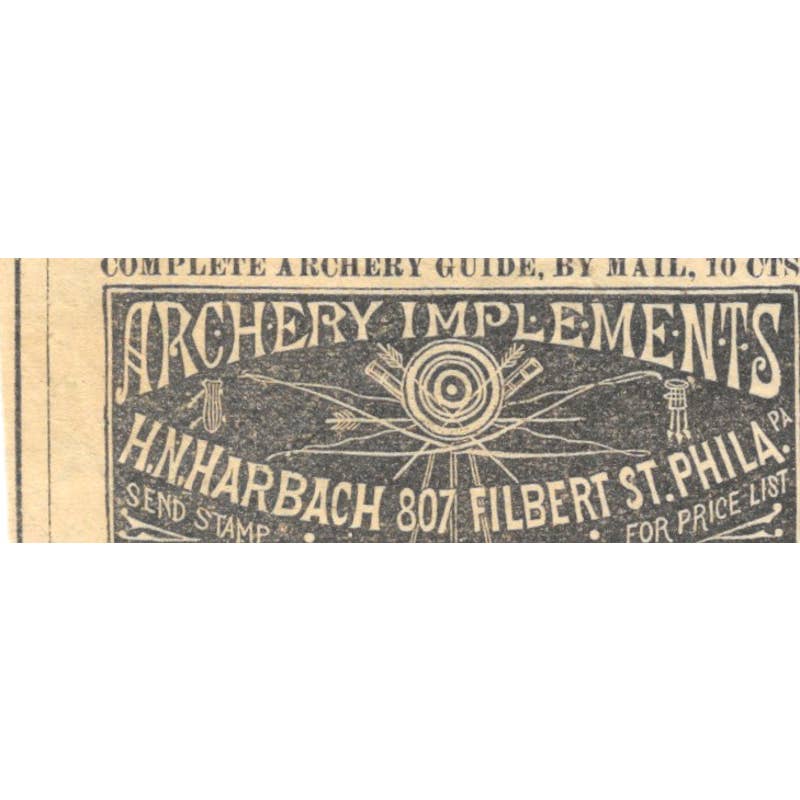 COMPLETE ARCHERY GUIDE, BY MAIL, 10 CTS
ARCHERY IMPLEMENTS
H.N.HARBACH 807 FILBERT ST. PHILA. PA
SEND STAMP FOR PRICE LIST